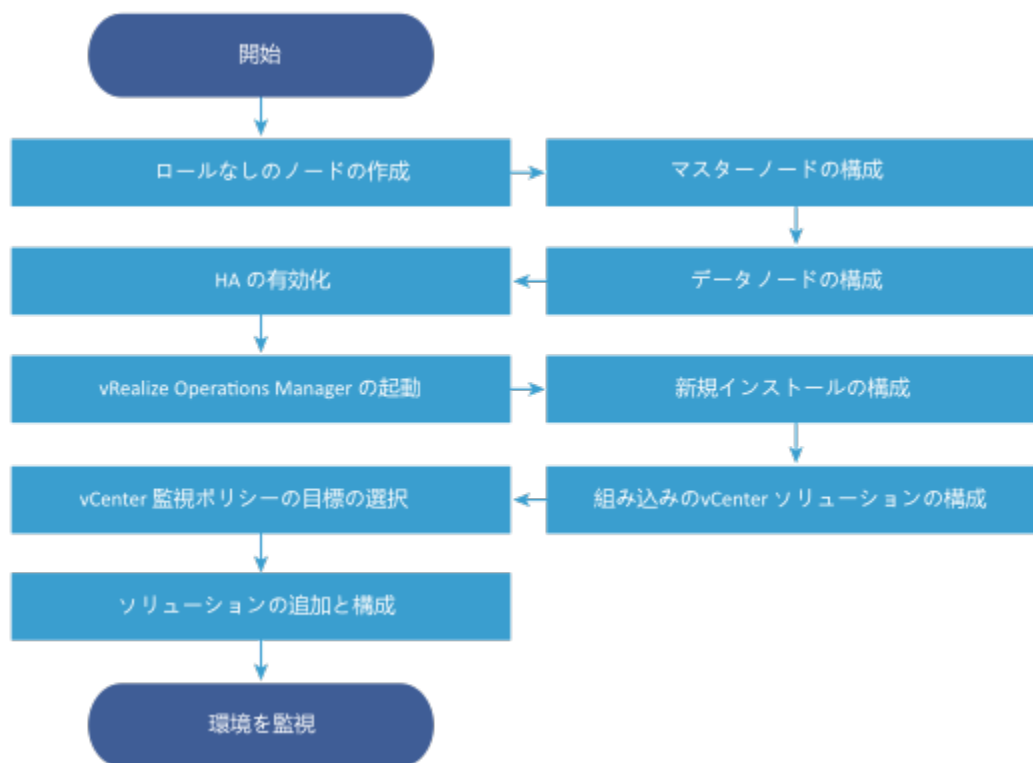 開始
ロールなしのノードの作成
マスターノードの構成
データノードの構成
HA の有効化
vRealize Operations Manager の起動
新規インストールの構成
組み込みのvCenter ソリューションの構成
vCenter 監視ポリシーの目標の選択
ソリューションの追加と構成
環境を監視